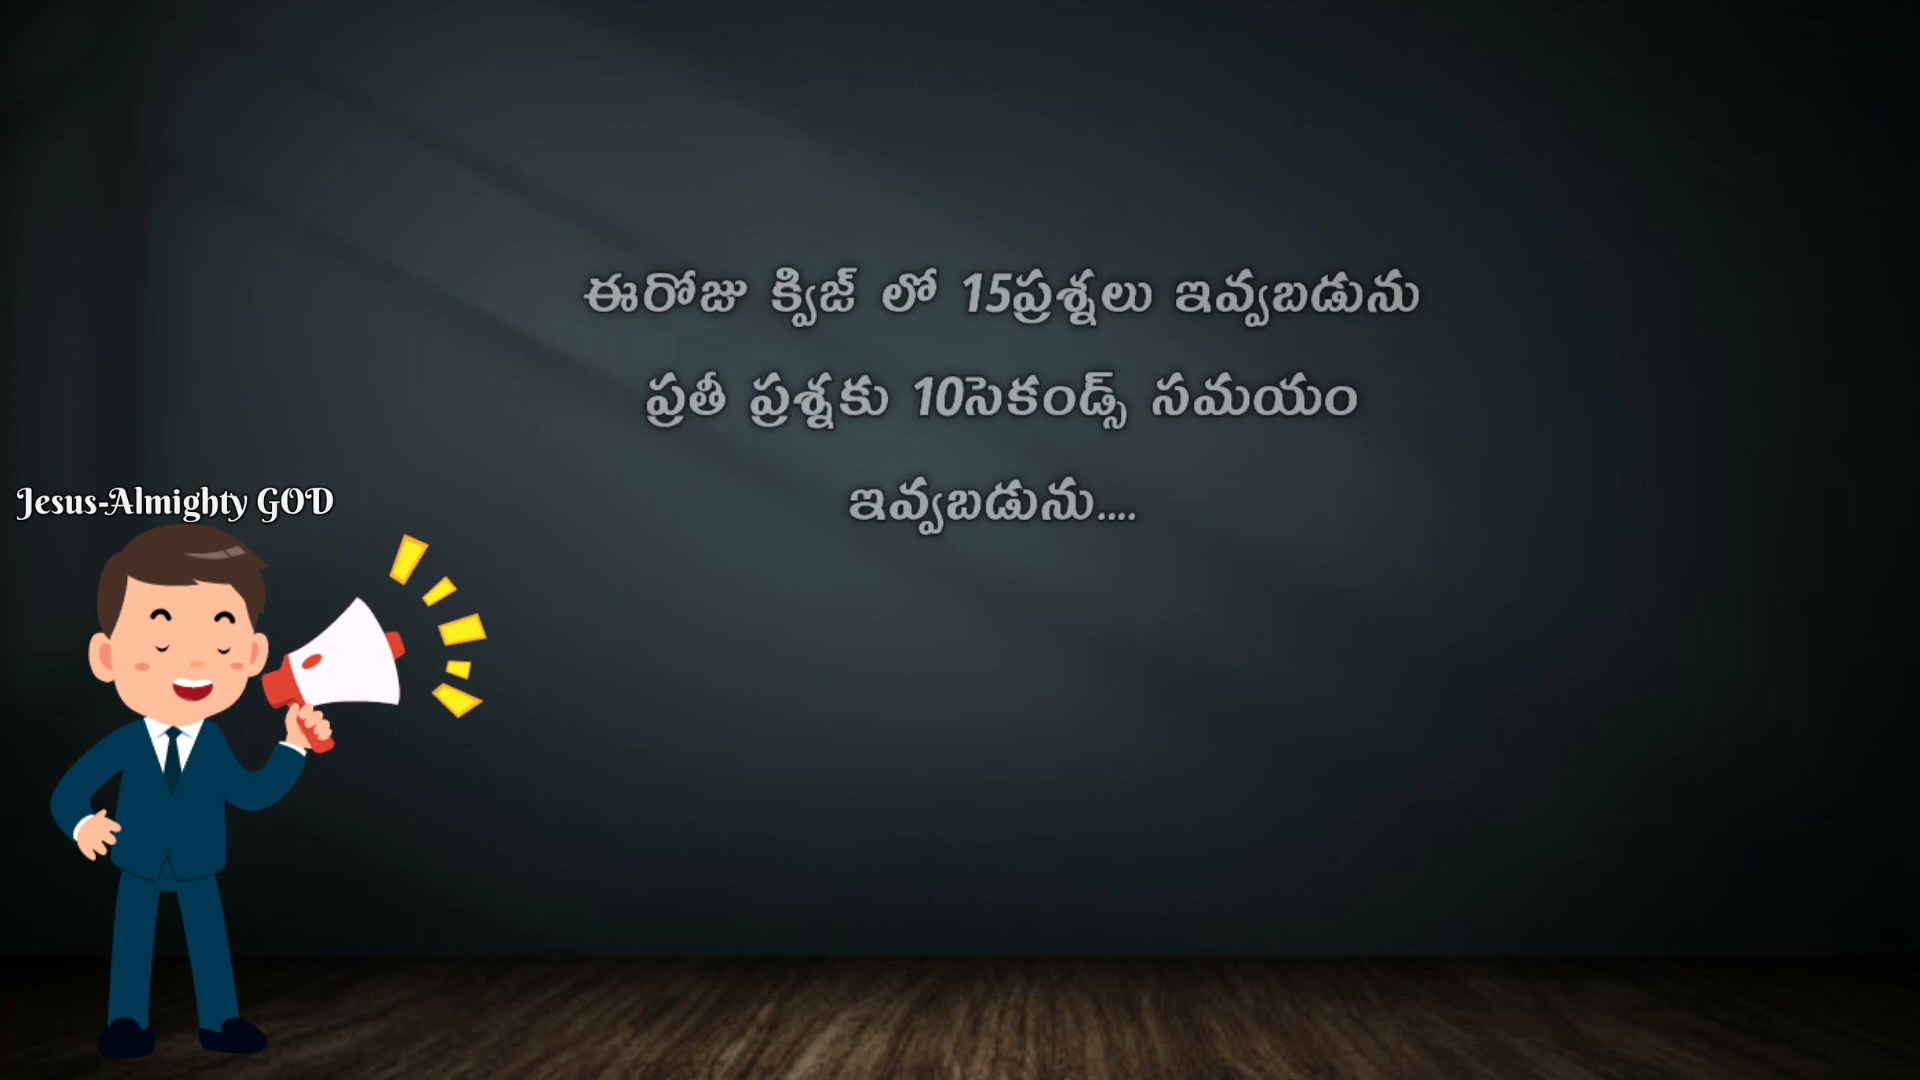 ఈరోజు క్విజ్ లో 15ప్రశ్నలు ఇవ్వబడును
ప్రతీ ప్రశ్నకు 10సెకండ్స్ సమయం
ఇవ్వబడును....
Jesus-Almighty GOD